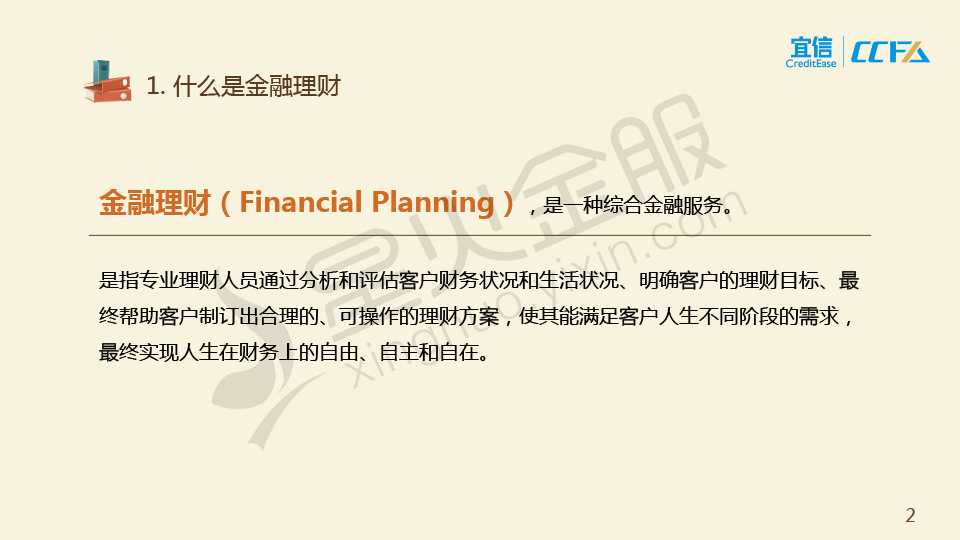 宜信
CreditEase
CCFA
1. 什么是金融理财
金融理财（Financial Planning），是一种综合金融服务。
是指专业理财人员通过分析和评估客户财务状况和生活状况、明确客户的理财目标、最
终帮助客户制订出合理的、可操作的理财方案，使其能满足客户人生不同阶段的需求，
最终实现人生在财务上的自由、自主和自在。
星火金服
xinghuo.yixin.com
2